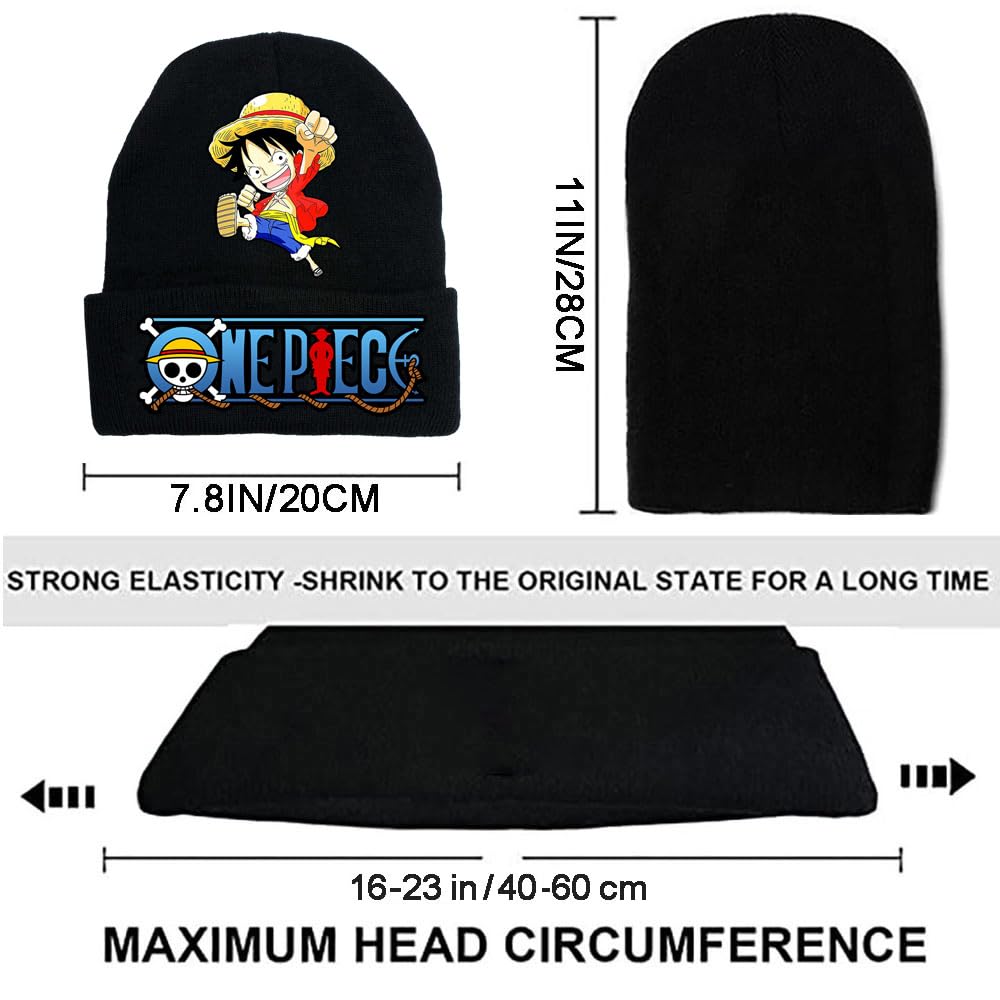 ONE PIECE
7.8IN/20CM
11IN/28CM
STRONG ELASTICITY -SHRINK TO THE ORIGINAL STATE FOR A LONG TIME
16-23 in / 40-60 cm
MAXIMUM HEAD CIRCUMFERENCE